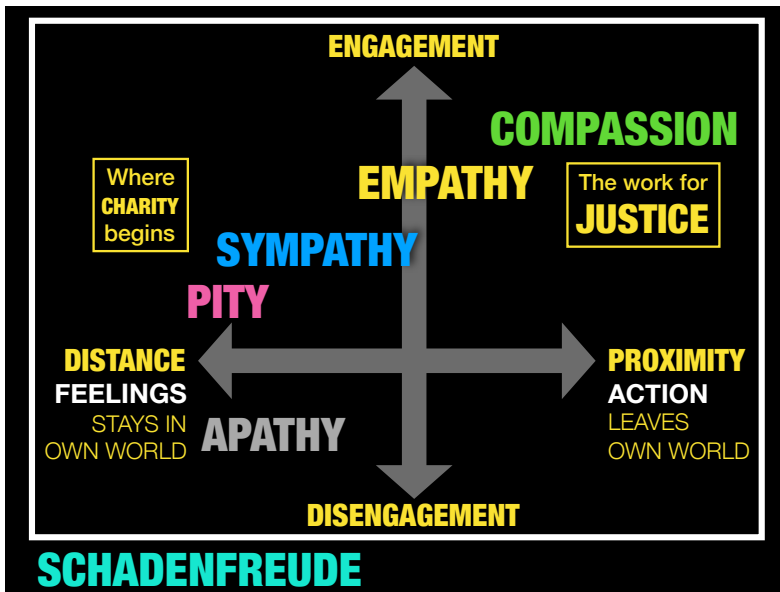 ENGAGEMENT
COMPASSION
EMPATHY
Where
CHARITY
begins
The work for
JUSTICE
SYMPATHY
PITY
DISTANCE
FEELINGS
STAYS IN
OWN WORLD
PROXIMITY
ACTION
LEAVES
OWN WORLD
APATHY
DISENGAGEMENT
SCHADENFREUDE